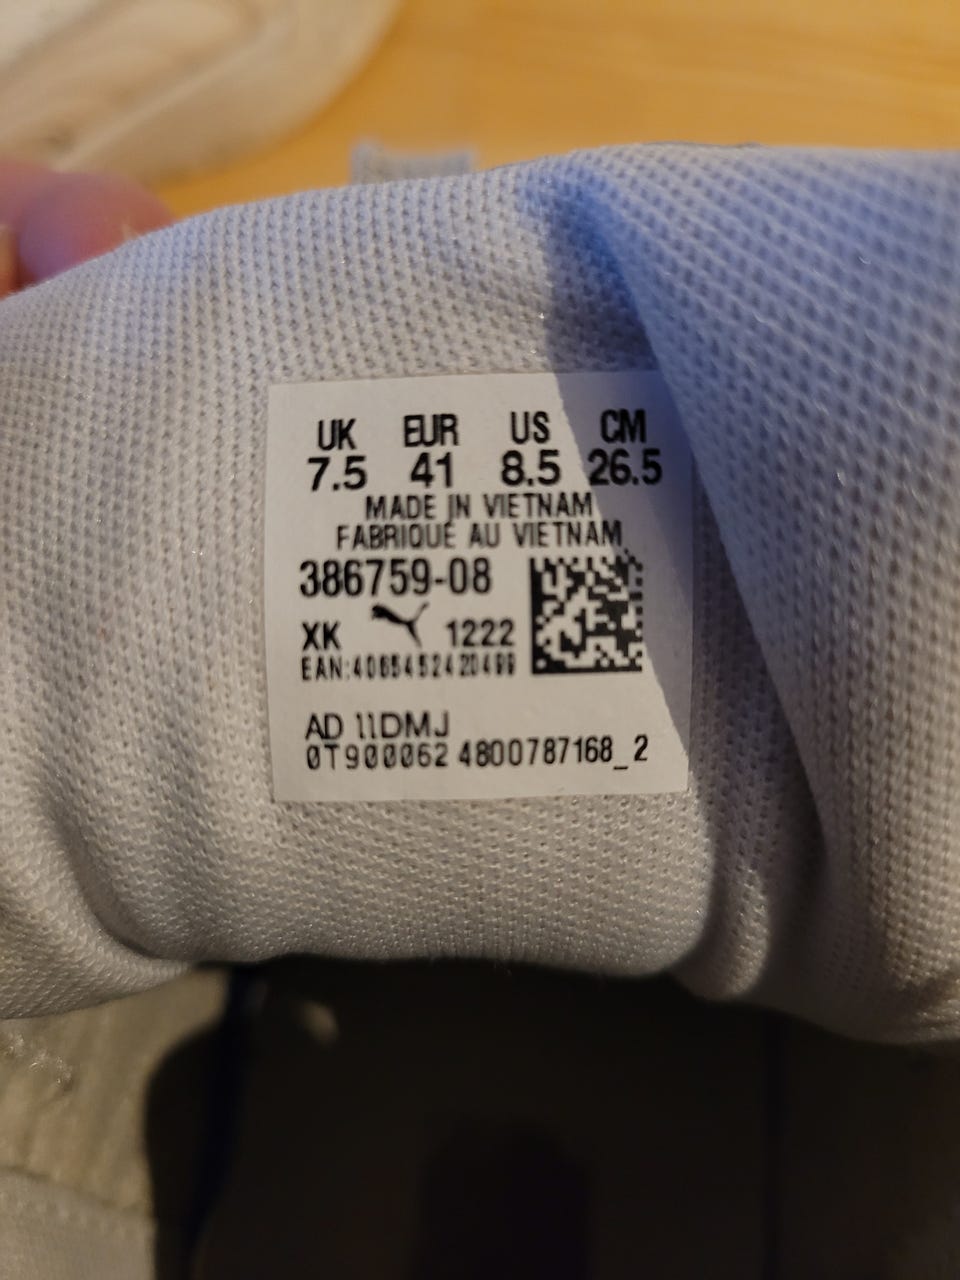 UK EUR US CM
7.5 41 8.5 26.5
MADE IN VIETNAM
FABRIQUÉ AU VIETNAM
386759-08
XK 1222
EAN:4065452420499
AD 11DMJ
0T900062 4800787168_2